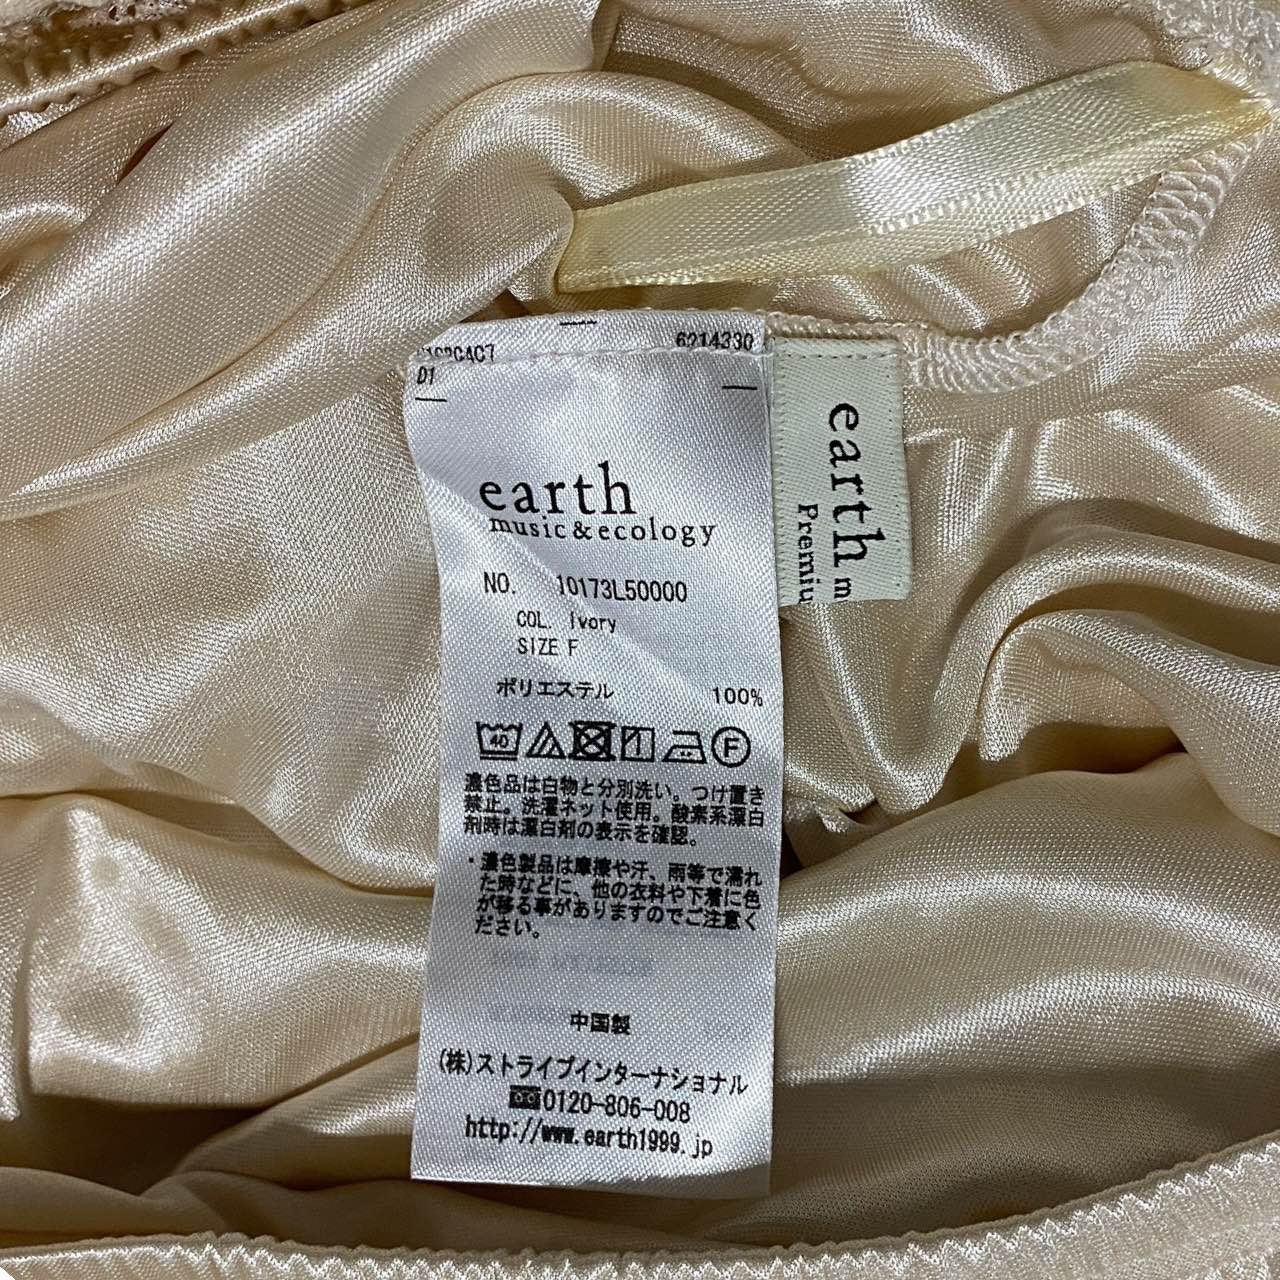 6214330
D1
earth
music&ecology
NO. 10173L50000
COL. Ivory
SIZE F
ポリエステル 100%
40
F
濃色品は白物と分別洗い。つけ置き
禁止。洗濯ネット使用。酸素系漂白
剤時は漂白剤の表示を確認。
・濃色製品は摩擦や汗、雨等で濡れ
た時などに、他の衣料や下着に色
が移る事がありますのでご注意く
ださい。
中国製
(株)ストライプインターナショナル
0120-806-008
http://www.earth1999.jp
earth m
Premiu